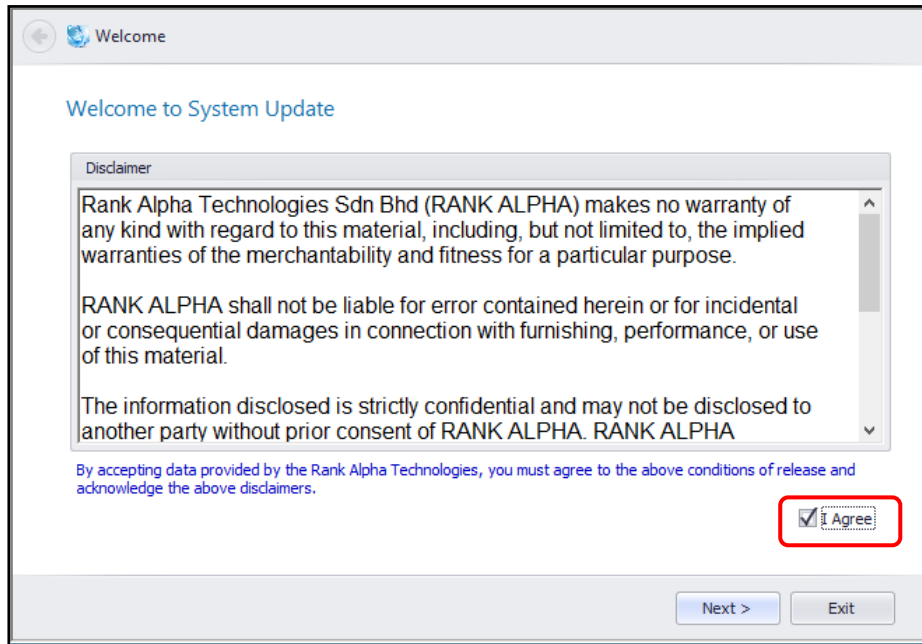 Welcome
Welcome to System Update
Disclaimer
Rank Alpha Technologies Sdn Bhd (RANK ALPHA) makes no warranty of
any kind with regard to this material, including, but not limited to, the implied
warranties of the merchantability and fitness for a particular purpose.
RANK ALPHA shall not be liable for error contained herein or for incidental
or consequential damages in connection with furnishing, performance, or use
of this material.
The information disclosed is strictly confidential and may not be disclosed to
another party without prior consent of RANK ALPHA. RANK ALPHA
By accepting data provided by the Rank Alpha Technologies, you must agree to the above conditions of release and
acknowledge the above disclaimers.
I Agree
Next >
Exit